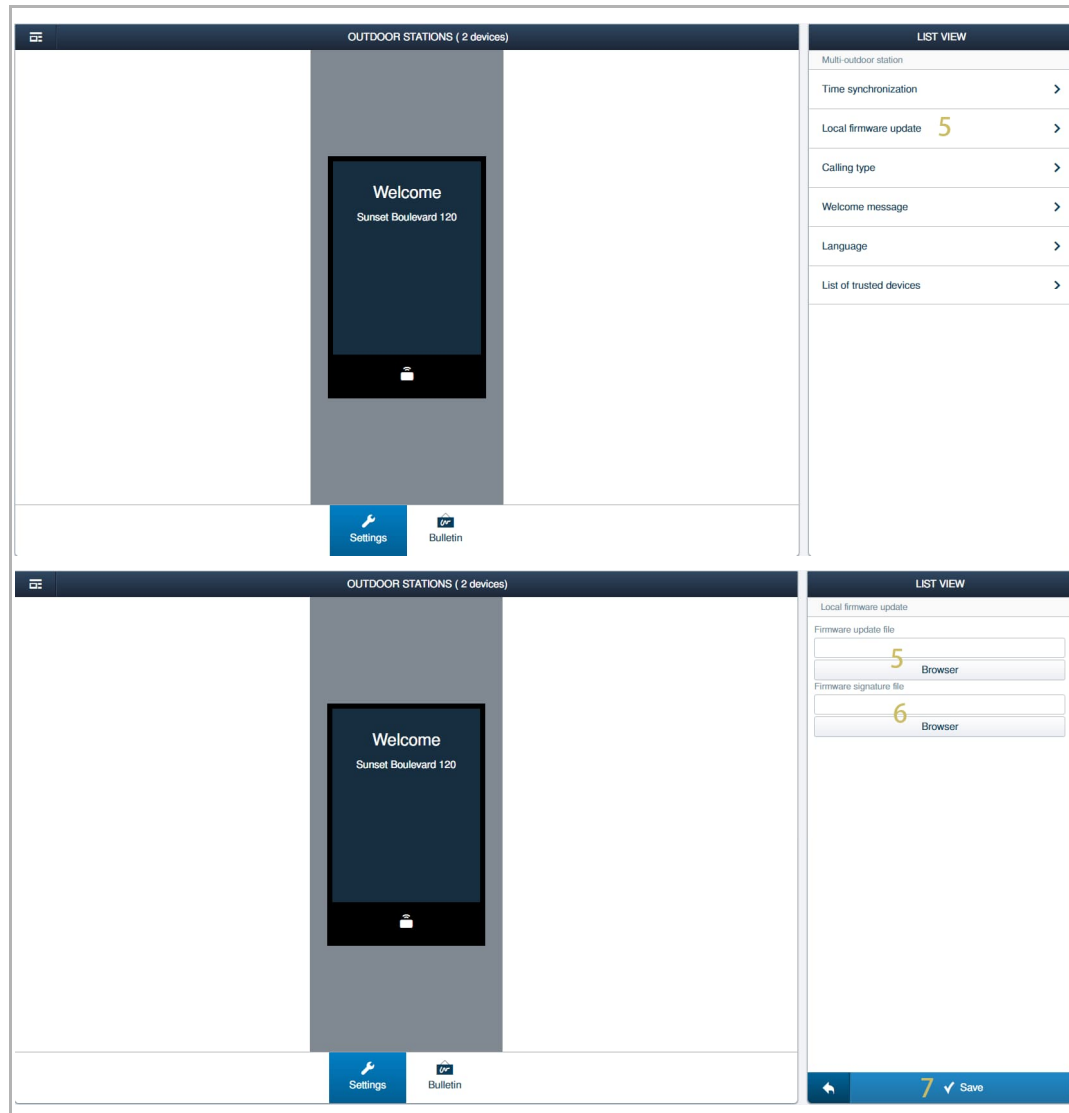 OUTDOOR STATIONS ( 2 devices)
Welcome
Sunset Boulevard 120
Settings
Bulletin
LIST VIEW
Multi-outdoor station
Time synchronization
Local firmware update 5
Calling type
Welcome message
Language
List of trusted devices
OUTDOOR STATIONS ( 2 devices)
Welcome
Sunset Boulevard 120
Settings
Bulletin
LIST VIEW
Local firmware update
Firmware update file
5
Browser
Firmware signature file
6
Browser
7 Save